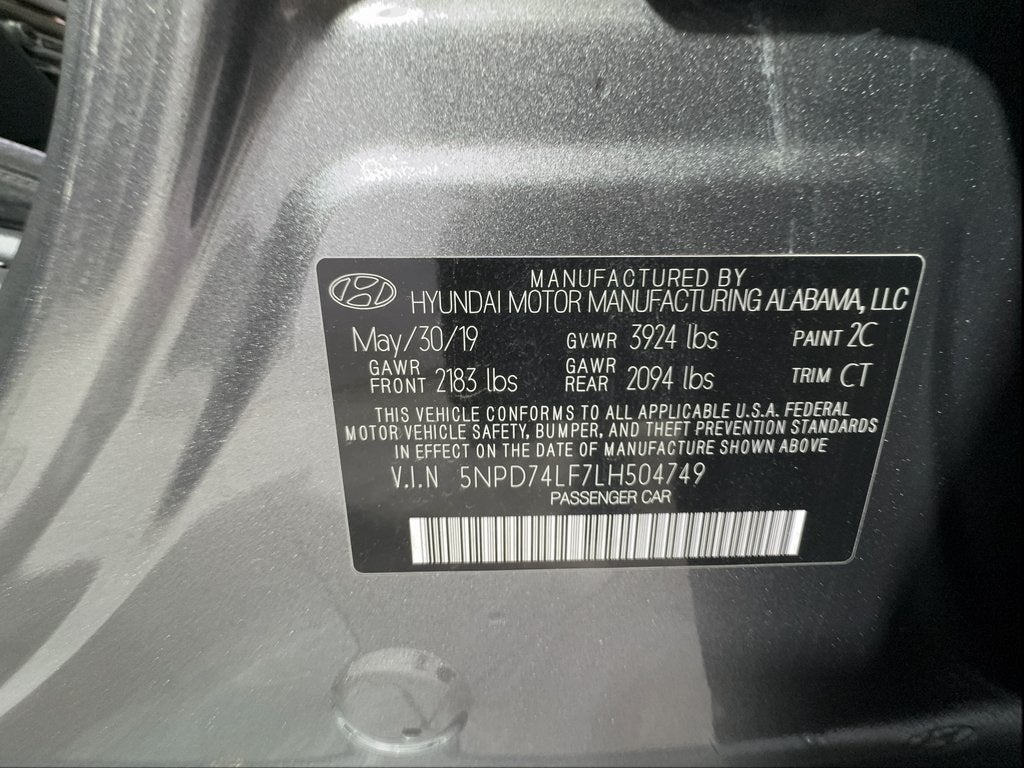 MANUFACTURED BY
HYUNDAI MOTOR MANUFACTURING ALABAMA, LLC
May/30/19 GVWR 3924 lbs PAINT 2C
GAWR FRONT 2183 lbs GAWR REAR 2094 lbs TRIM CT
THIS VEHICLE CONFORMS TO ALL APPLICABLE U.S.A. FEDERAL
MOTOR VEHICLE SAFETY, BUMPER, AND THEFT PREVENTION STANDARDS
IN EFFECT ON THE DATE OF MANUFACTURE SHOWN ABOVE
V.I.N 5NPD74LF7LH504749
PASSENGER CAR